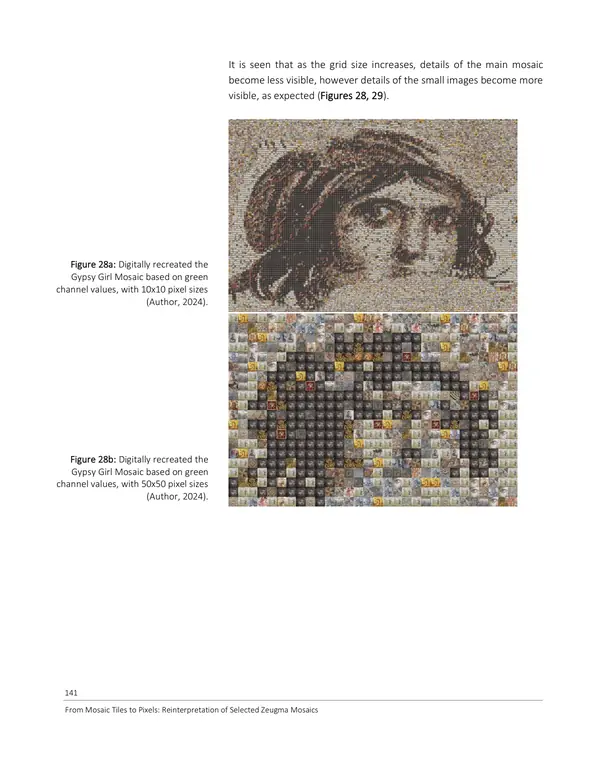 It is seen that as the grid size increases, details of the main mosaic
become less visible, however details of the small images become more
visible, as expected (Figures 28, 29).
Figure 28a: Digitally recreated the
Gypsy Girl Mosaic based on green
channel values, with 10x10 pixel sizes
(Author, 2024).
Figure 28b: Digitally recreated the
Gypsy Girl Mosaic based on green
channel values, with 50x50 pixel sizes
(Author, 2024).
141
From Mosaic Tiles to Pixels: Reinterpretation of Selected Zeugma Mosaics